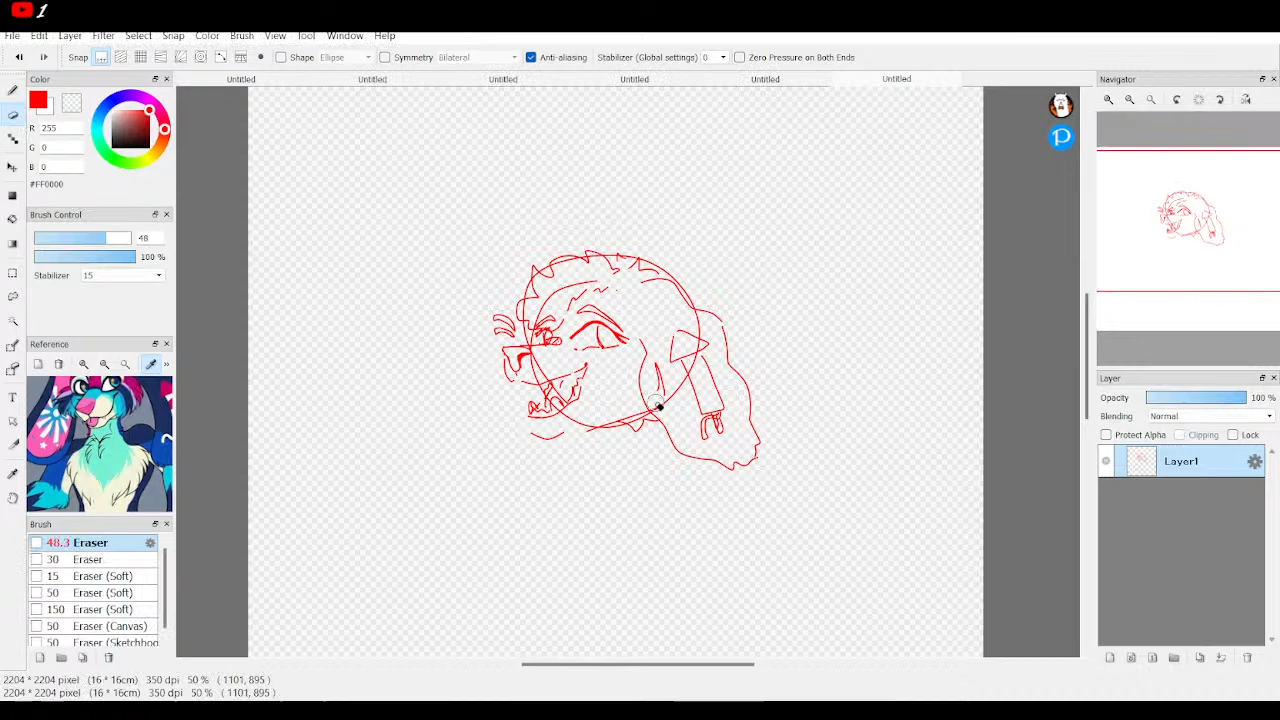 1
File Edit Layer Filter Select Snap Color Brush View Tool Window Help
Snap Shape Ellipse Symmetry Bilateral Anti-aliasing Stabilizer (Global settings) 0 Zero Pressure on Both Ends
Untitled Untitled Untitled Untitled Untitled Untitled
Color
R 255
G 0
B 0
#FF0000
Brush Control
48
100 %
Stabilizer 15
Reference
Brush
48.3 Eraser
30 Eraser
15 Eraser (Soft)
50 Eraser (Soft)
150 Eraser (Soft)
50 Eraser (Canvas)
50 Eraser (Sketchboo
T
P
Navigator
Layer
Opacity 100 %
Blending Normal
Protect Alpha Clipping Lock
Layer1
2204 * 2204 pixel (16 * 16cm) 350 dpi 50 % ( 1101, 895 )
2204 * 2204 pixel (16 * 16cm) 350 dpi 50 % ( 1101, 895 )